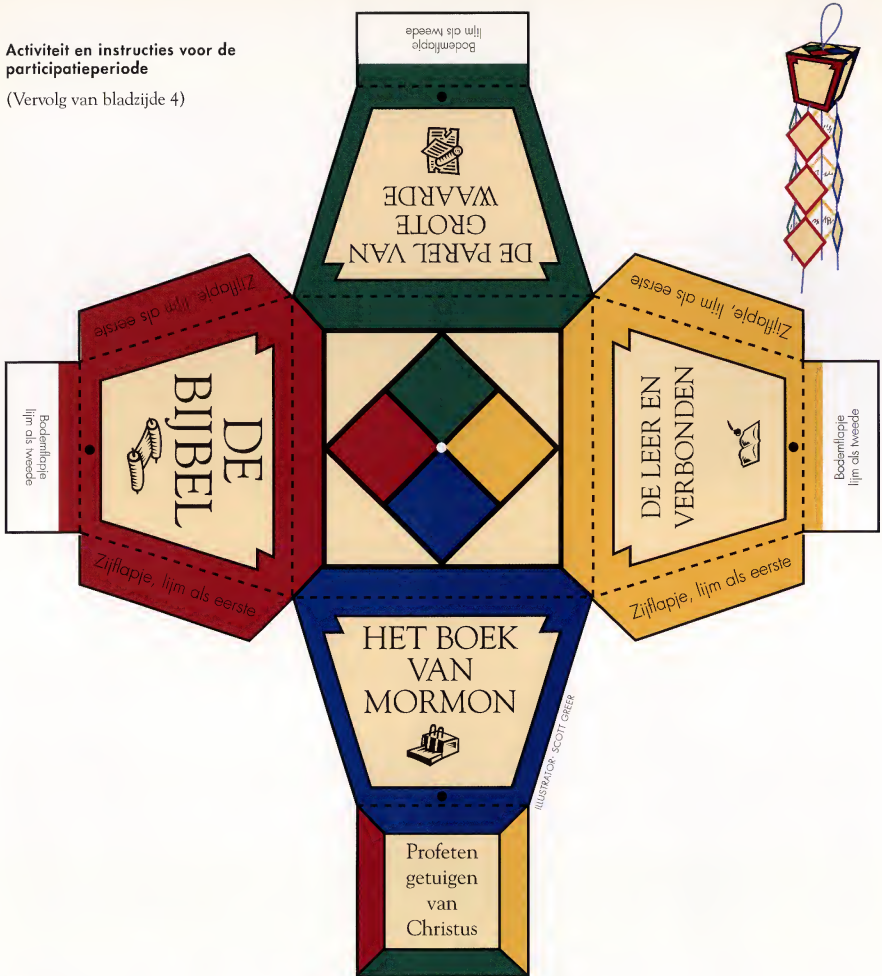 Activiteit en instructies voor de
participatieperiode
(Vervolg van bladzijde 4)
Bodemflapje
lijm als tweede
DE PAREL VAN
GROTE
WAARDE
Zijflapje, lijm als eerste
Zijflapje, lijm als eerste
Bodemflapje
lijm als tweede
DE
BIJBEL
DE LEER EN
VERBONDEN
Bodemflapje
lijm als tweede
Zijflapje, lijm als eerste
Zijflapje, lijm als eerste
HET BOEK
VAN
MORMON
ILLUSTRATOR: SCOTT GREER
Profeten
getuigen
van
Christus